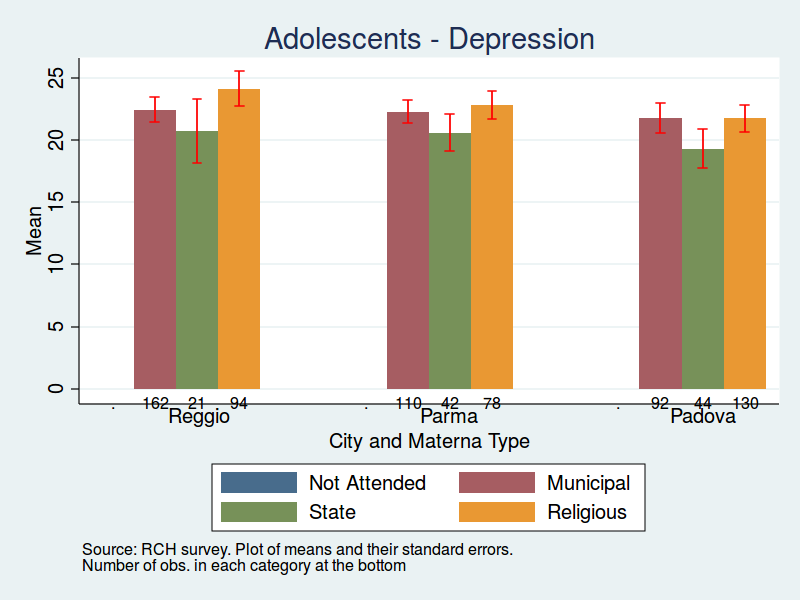 Adolescents - Depression
Mean
25
20
15
10
5
0
. 162 21 94 . 110 42 78 . 92 44 130
Reggio Parma Padova
City and Materna Type
Not Attended Municipal
State Religious
Source: RCH survey. Plot of means and their standard errors.
Number of obs. in each category at the bottom